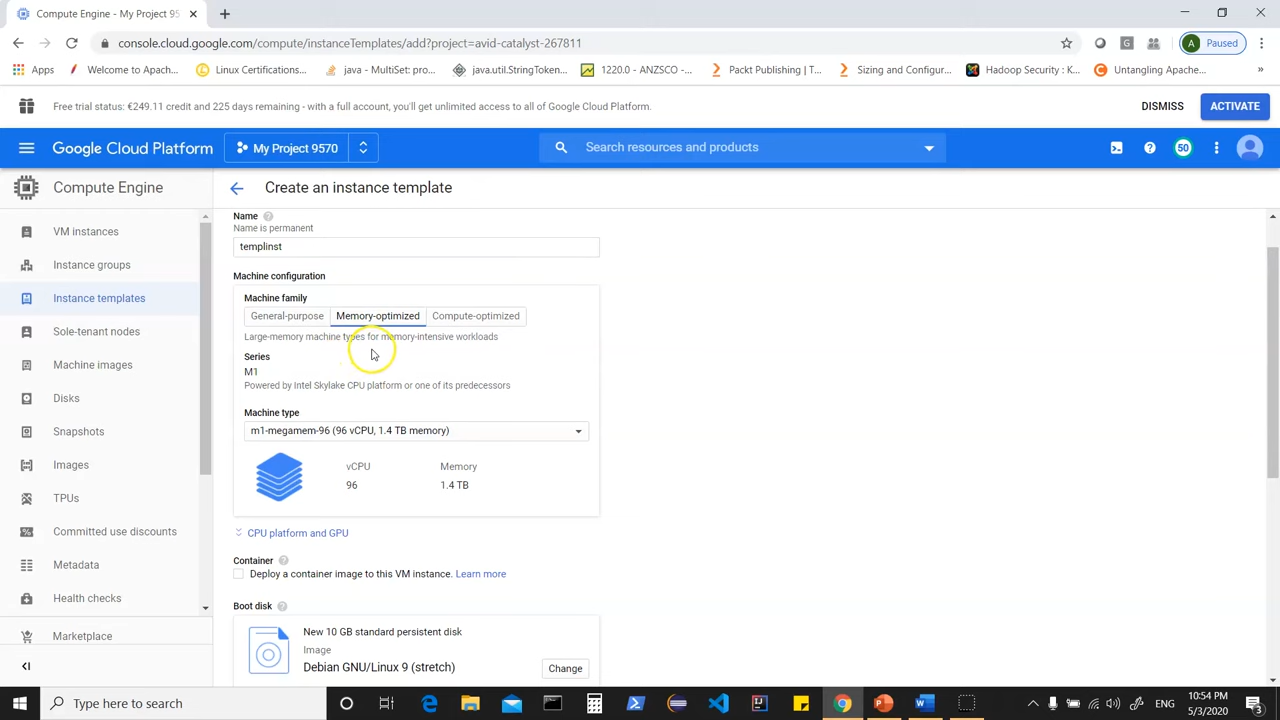 Compute Engine - My Project 95
console.cloud.google.com/compute/instanceTemplates/add?project=avid-catalyst-267811
A
Paused
Apps
Welcome to Apach...
Linux Certifications...
java - MultiSet: pro...
java.util.StringToken...
1220.0 - ANZSCO -...
Packt Publishing | T...
Sizing and Configur...
Hadoop Security : K...
Untangling Apache...
»
Free trial status: €249.11 credit and 225 days remaining - with a full account, you'll get unlimited access to all of Google Cloud Platform.
DISMISS
ACTIVATE
Google Cloud Platform
My Project 9570
Search resources and products
50
Compute Engine
Create an instance template
VM instances
Instance groups
Instance templates
Sole-tenant nodes
Machine images
Disks
Snapshots
Images
TPUs
Committed use discounts
Metadata
Health checks
Marketplace
Name
Name is permanent
templinst
Machine configuration
Machine family
General-purpose
Memory-optimized
Compute-optimized
Large-memory machine types for memory-intensive workloads
Series
M1
Powered by Intel Skylake CPU platform or one of its predecessors
Machine type
m1-megamem-96 (96 vCPU, 1.4 TB memory)
vCPU
Memory
96
1.4 TB
CPU platform and GPU
Container
Deploy a container image to this VM instance. Learn more
Boot disk
New 10 GB standard persistent disk
Image
Debian GNU/Linux 9 (stretch)
Change
Type here to search
ENG
10:54 PM
5/3/2020
3